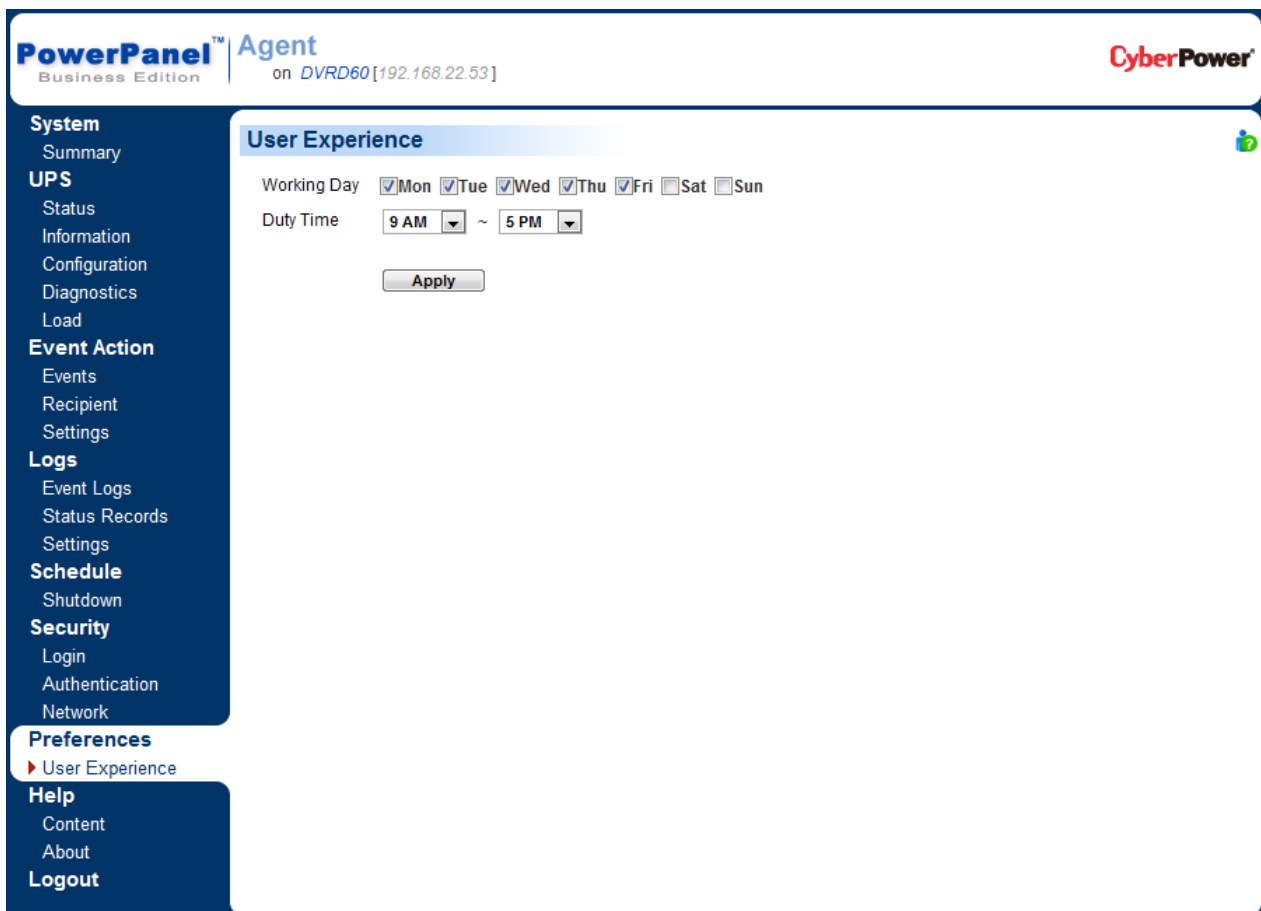 PowerPanel™ Agent
Business Edition on DVRD60 [192.168.22.53]
CyberPower®
System
Summary
UPS
Status
Information
Configuration
Diagnostics
Load
Event Action
Events
Recipient
Settings
Logs
Event Logs
Status Records
Settings
Schedule
Shutdown
Security
Login
Authentication
Network
Preferences
User Experience
Help
Content
About
Logout
User Experience
Working Day Mon Tue Wed Thu Fri Sat Sun
Duty Time 9 AM ~ 5 PM
Apply